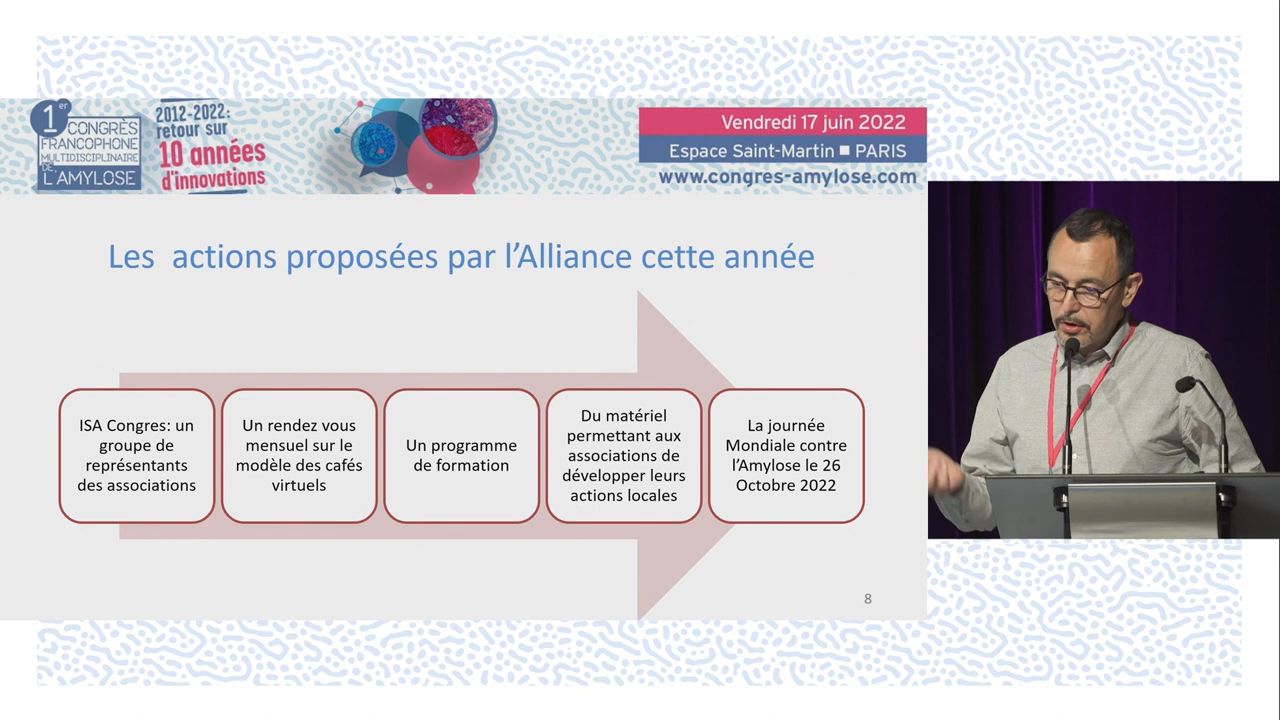 1er
CONGRÈS
FRANCOPHONE
MULTIDISCIPLINAIRE
DE
L'AMYLOSE
2012-2022:
retour sur
10 années
d'innovations
Vendredi 17 juin 2022
Espace Saint-Martin ■ PARIS
www.congres-amylose.com
Les actions proposées par l'Alliance cette année
ISA Congres: un
groupe de
représentants
des associations
Un rendez vous
mensuel sur le
modèle des cafés
virtuels
Un programme
de formation
Du matériel
permettant aux
associations de
développer leurs
actions locales
La journée
Mondiale contre
l'Amylose le 26
Octobre 2022
8